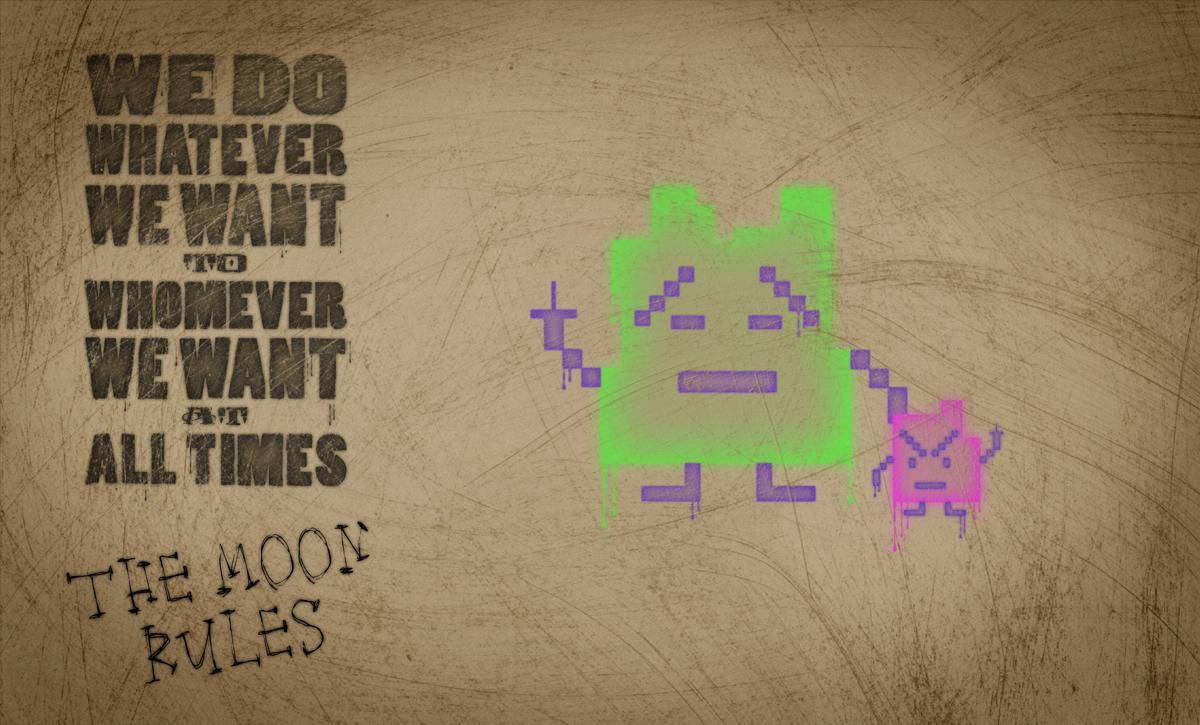 WE DO
WHATEVER
WE WANT
TO
WHOMEVER
WE WANT
AT
ALL TIMES
THE MOON
RULES